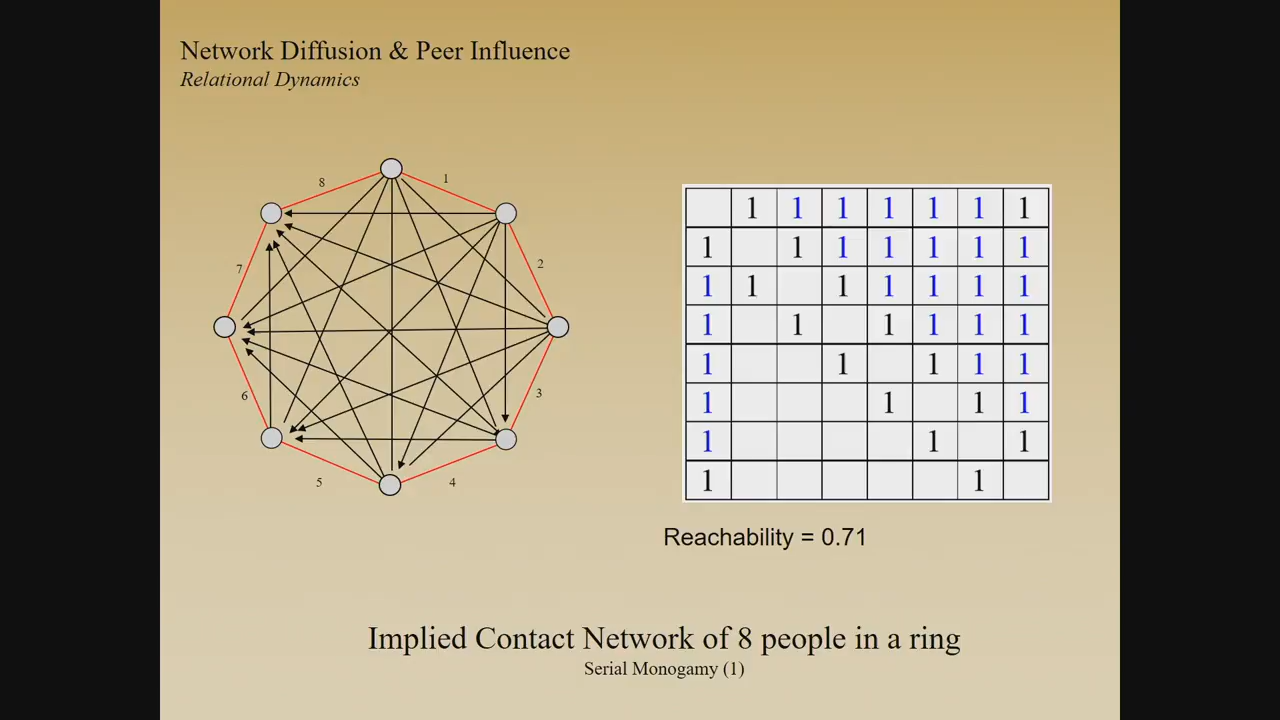 Network Diffusion & Peer Influence
Relational Dynamics
8
1
7
2
6
3
5
4
1 1 1 1 1 1 1
1 1 1 1 1 1 1
1 1 1 1 1 1 1
1 1 1 1 1 1
1 1 1 1 1
1 1 1 1
1 1 1
1 1
Reachability = 0.71
Implied Contact Network of 8 people in a ring
Serial Monogamy (1)